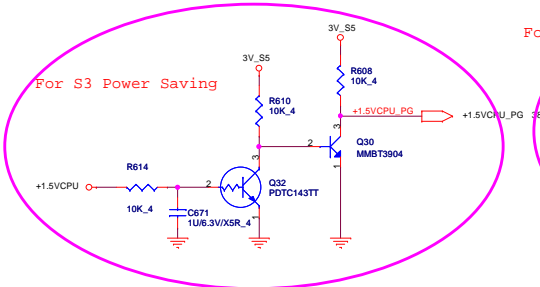 Fo
3V_S5
3V_S5
For S3 Power Saving
R608
10K_4
R610
10K_4
+1.5VCPU_PG
3
+1.5VCPU_PG
2
Q30
MMBT3904
1
R614
3
+1.5VCPU
2
Q32
PDTC143TT
10K_4
C671
1U/6.3V/X5R_4
1